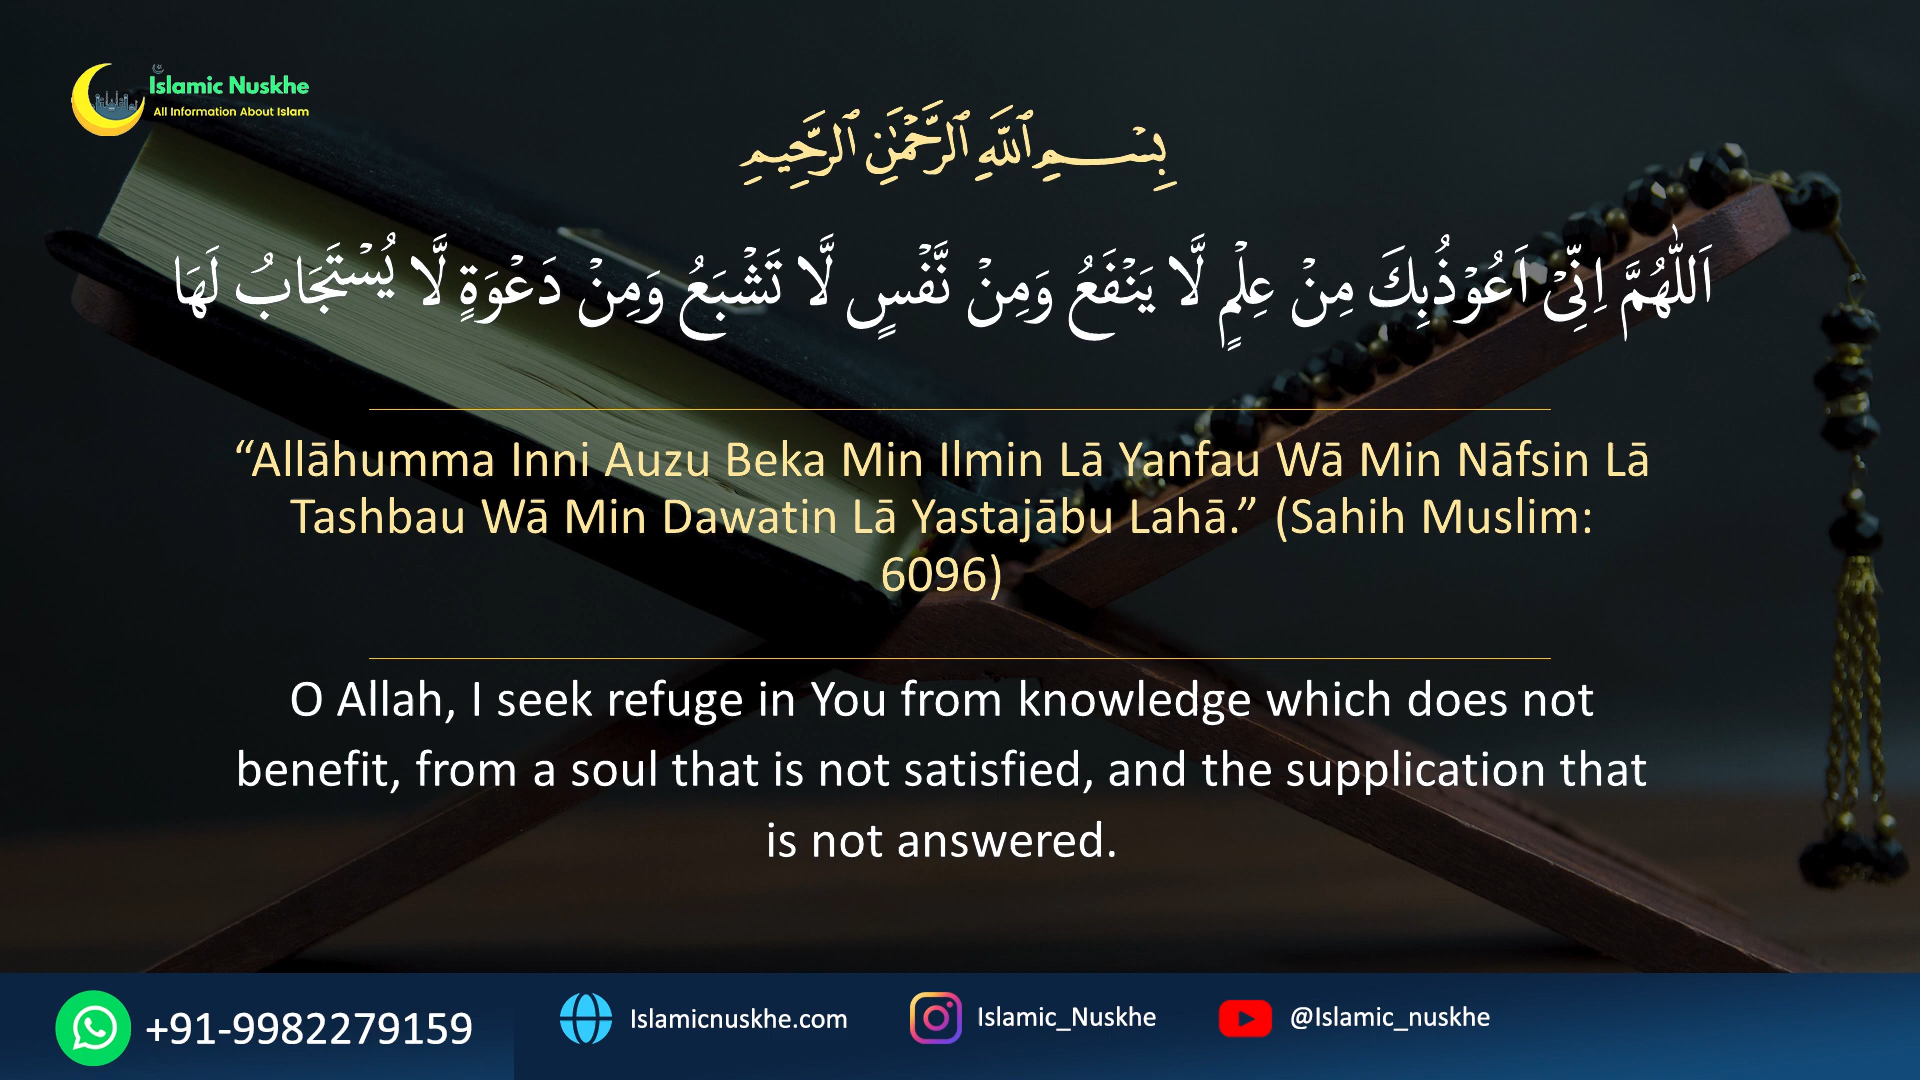 Islamic Nuskhe
All Information About Islam
بِسْمِ ٱللَّهِ ٱلرَّحْمَٰنِ ٱلرَّحِيمِ
اَللّٰهُمَّ اِنِّیْ اَعُوْذُبِكَ مِنْ عِلْمٍ لَّا یَنْفَعُ وَمِنْ نَّفْسٍ لَّا تَشْبَعُ وَمِنْ دَعْوَةٍ لَّا یُسْتَجَابُ لَهَا
“Allāhumma Inni Auzu Beka Min Ilmin Lā Yanfau Wā Min Nāfsin Lā
Tashbau Wā Min Dawatin Lā Yastajābu Lahā.” (Sahih Muslim:
6096)
O Allah, I seek refuge in You from knowledge which does not
benefit, from a soul that is not satisfied, and the supplication that
is not answered.
+91-9982279159
Islamicnuskhe.com
Islamic_Nuskhe
@Islamic_nuskhe